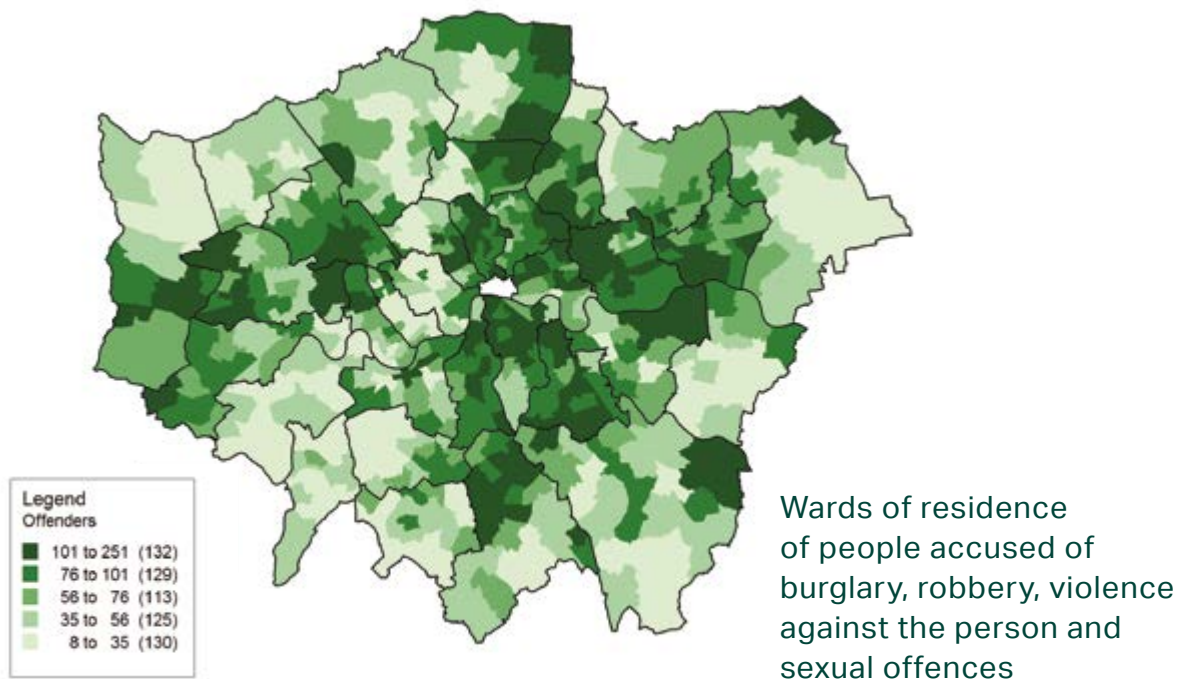 Legend
Offenders
101 to 251 (132)
76 to 101 (129)
56 to 76 (113)
35 to 56 (125)
8 to 35 (130)
Wards of residence
of people accused of
burglary, robbery, violence
against the person and
sexual offences